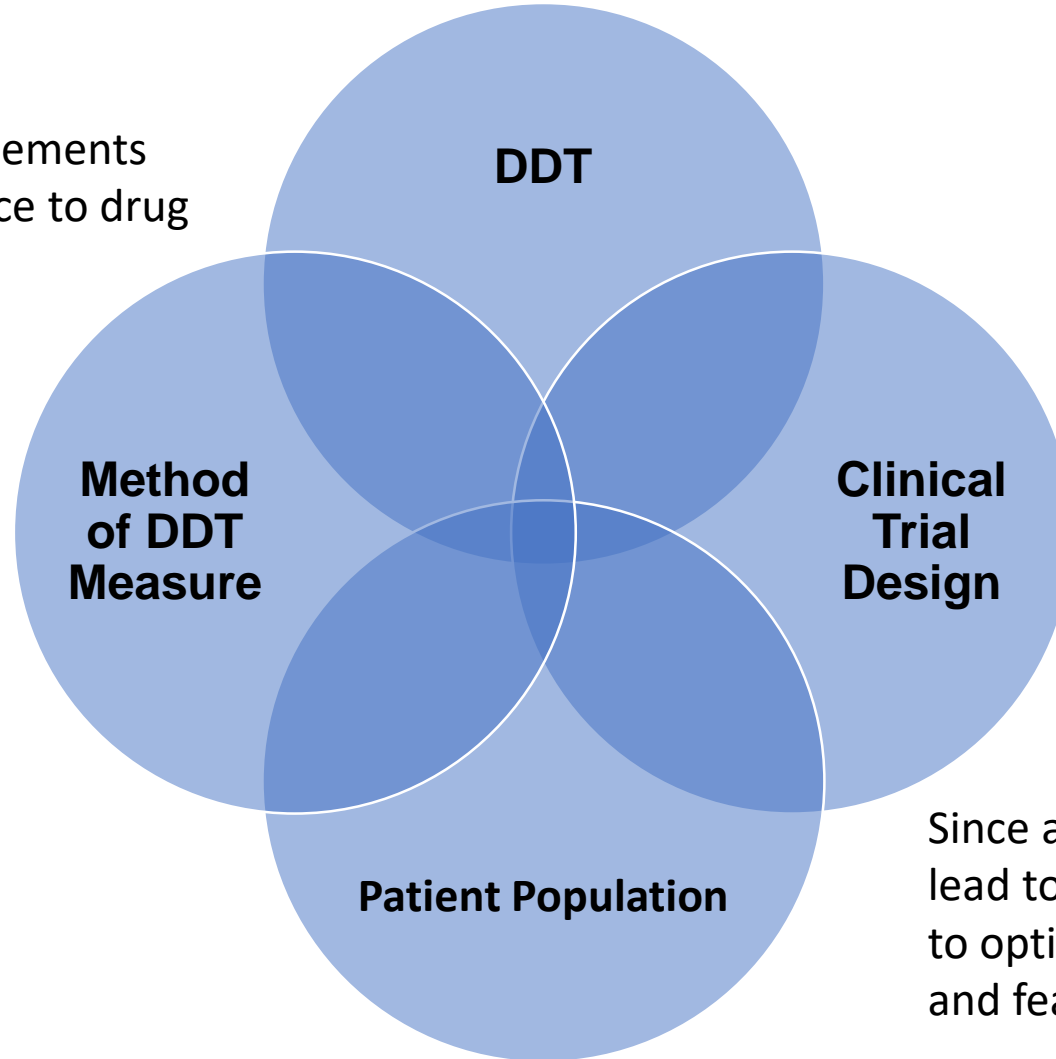 ements
ce to drug
DDT
Method
of DDT
Measure
Clinical
Trial
Design
Patient Population
Since a
lead to
to opti
and fea